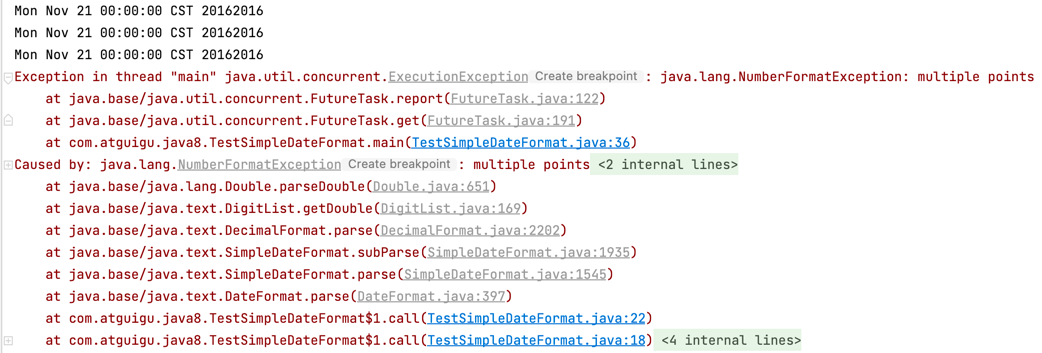 Mon Nov 21 00:00:00 CST 20162016
Mon Nov 21 00:00:00 CST 20162016
Mon Nov 21 00:00:00 CST 20162016
Exception in thread "main" java.util.concurrent.ExecutionException Create breakpoint : java.lang.NumberFormatException: multiple points
at java.base/java.util.concurrent.FutureTask.report(FutureTask.java:122)
at java.base/java.util.concurrent.FutureTask.get(FutureTask.java:191)
at com.atguigu.java8.TestSimpleDateFormat.main(TestSimpleDateFormat.java:36)
Caused by: java.lang.NumberFormatException Create breakpoint : multiple points <2 internal lines>
at java.base/java.lang.Double.parseDouble(Double.java:651)
at java.base/java.text.DigitList.getDouble(DigitList.java:169)
at java.base/java.text.DecimalFormat.parse(DecimalFormat.java:2202)
at java.base/java.text.SimpleDateFormat.subParse(SimpleDateFormat.java:1935)
at java.base/java.text.SimpleDateFormat.parse(SimpleDateFormat.java:1545)
at java.base/java.text.DateFormat.parse(DateFormat.java:397)
at com.atguigu.java8.TestSimpleDateFormat$1.call(TestSimpleDateFormat.java:22)
at com.atguigu.java8.TestSimpleDateFormat$1.call(TestSimpleDateFormat.java:18) <4 internal lines>